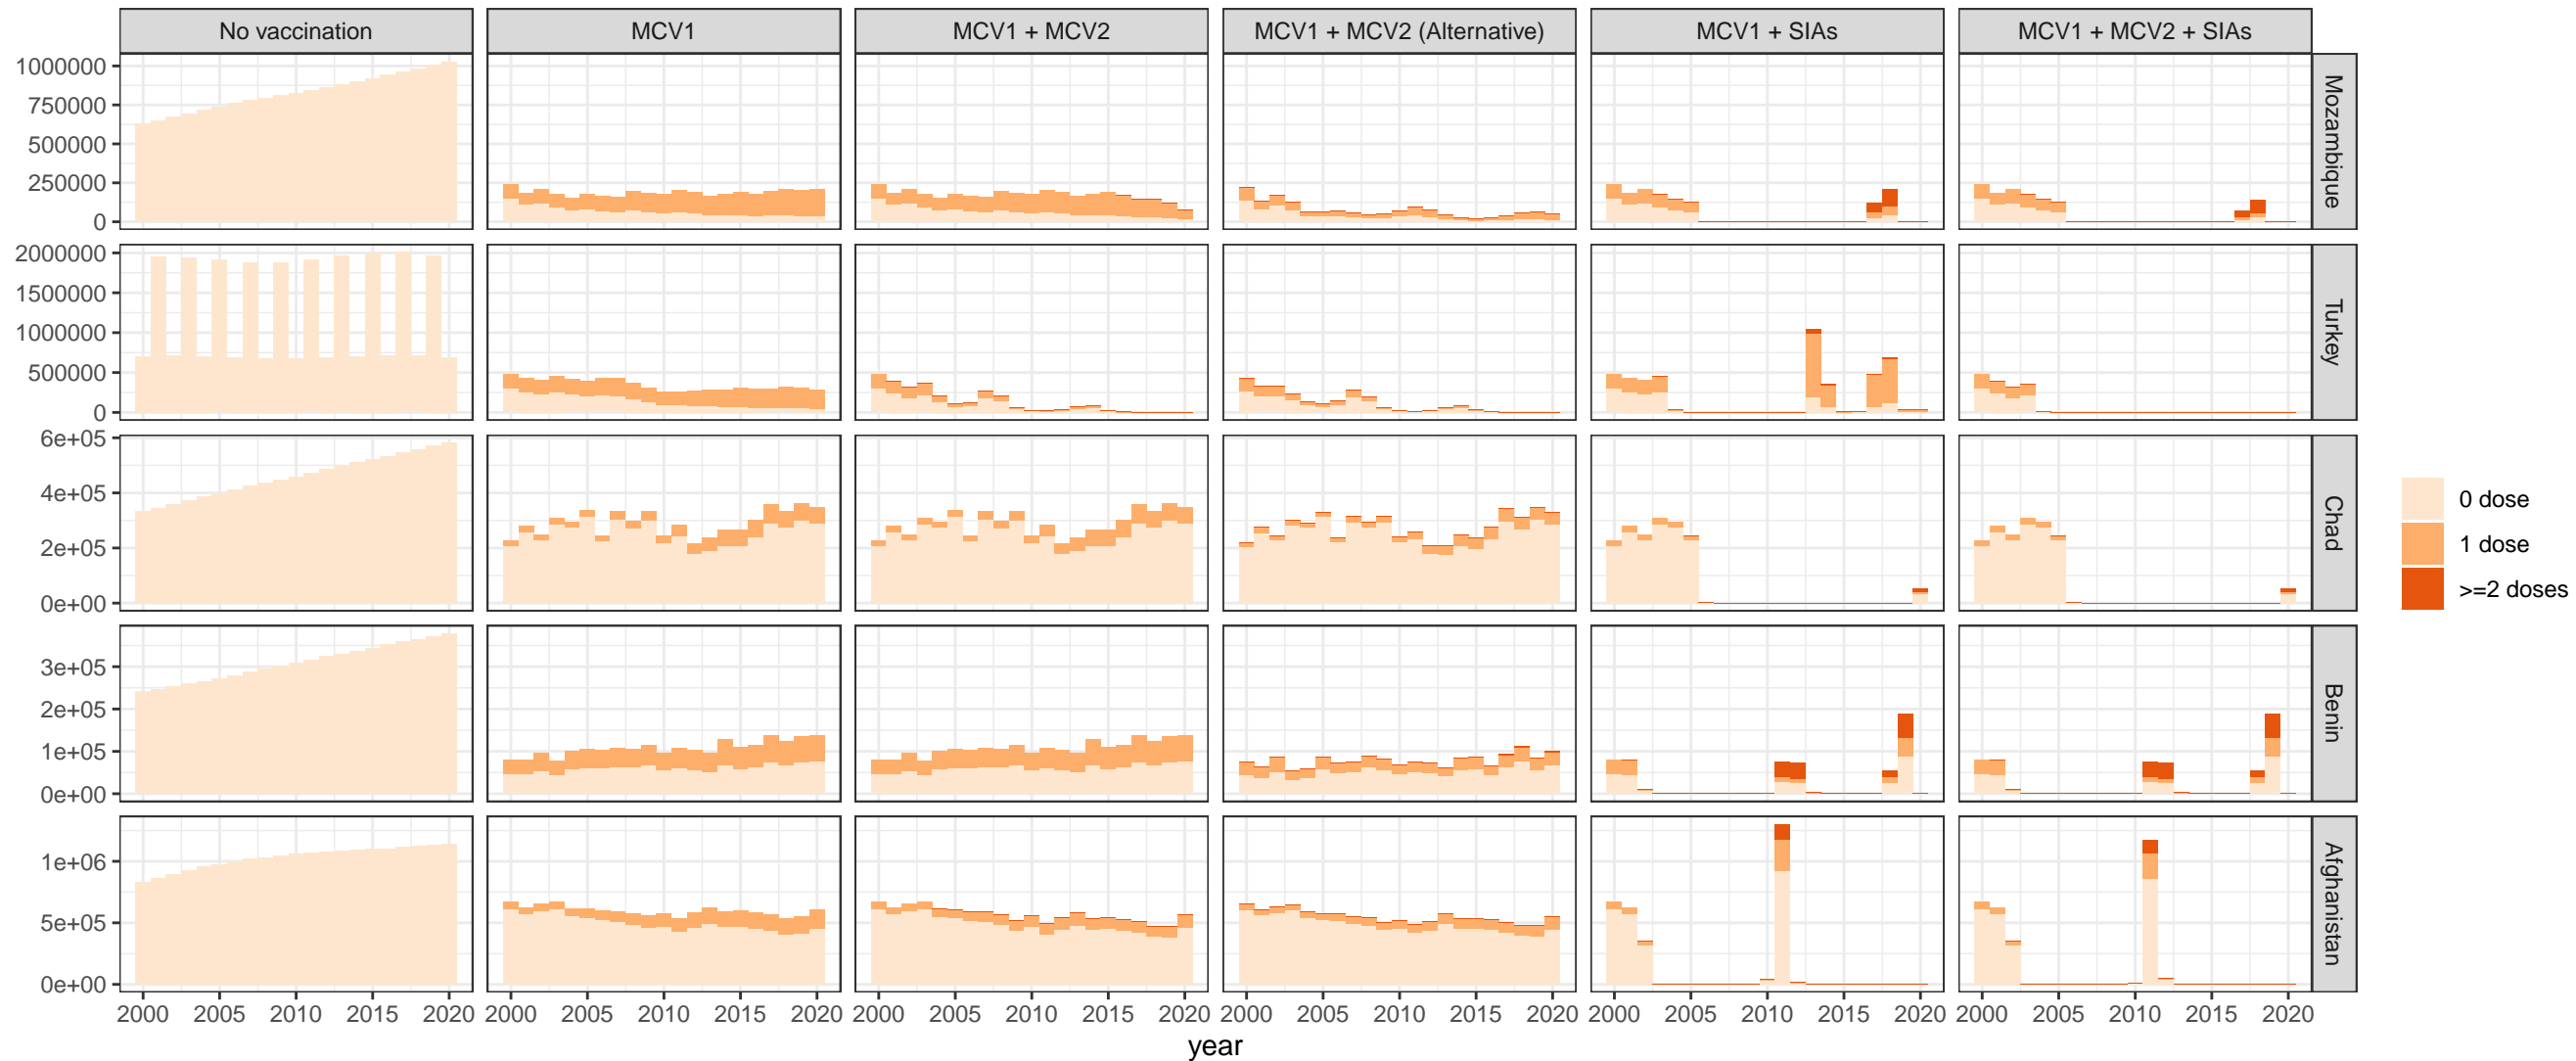 No vaccination
MCV1
MCV1 + MCV2
MCV1 + MCV2 (Alternative)
MCV1 + SIAs
MCV1 + MCV2 + SIAs
1000000
750000
500000
250000
0
Mozambique
2000000
1500000
1000000
500000
0
Turkey
6e+05
4e+05
2e+05
0e+00
Chad
3e+05
2e+05
1e+05
0e+00
Benin
1e+06
5e+05
0e+00
Afghanistan
2000 2005 2010 2015 2020
2000 2005 2010 2015 2020
2000 2005 2010 2015 2020
2000 2005 2010 2015 2020
2000 2005 2010 2015 2020
2000 2005 2010 2015 2020
year
0 dose
1 dose
>=2 doses